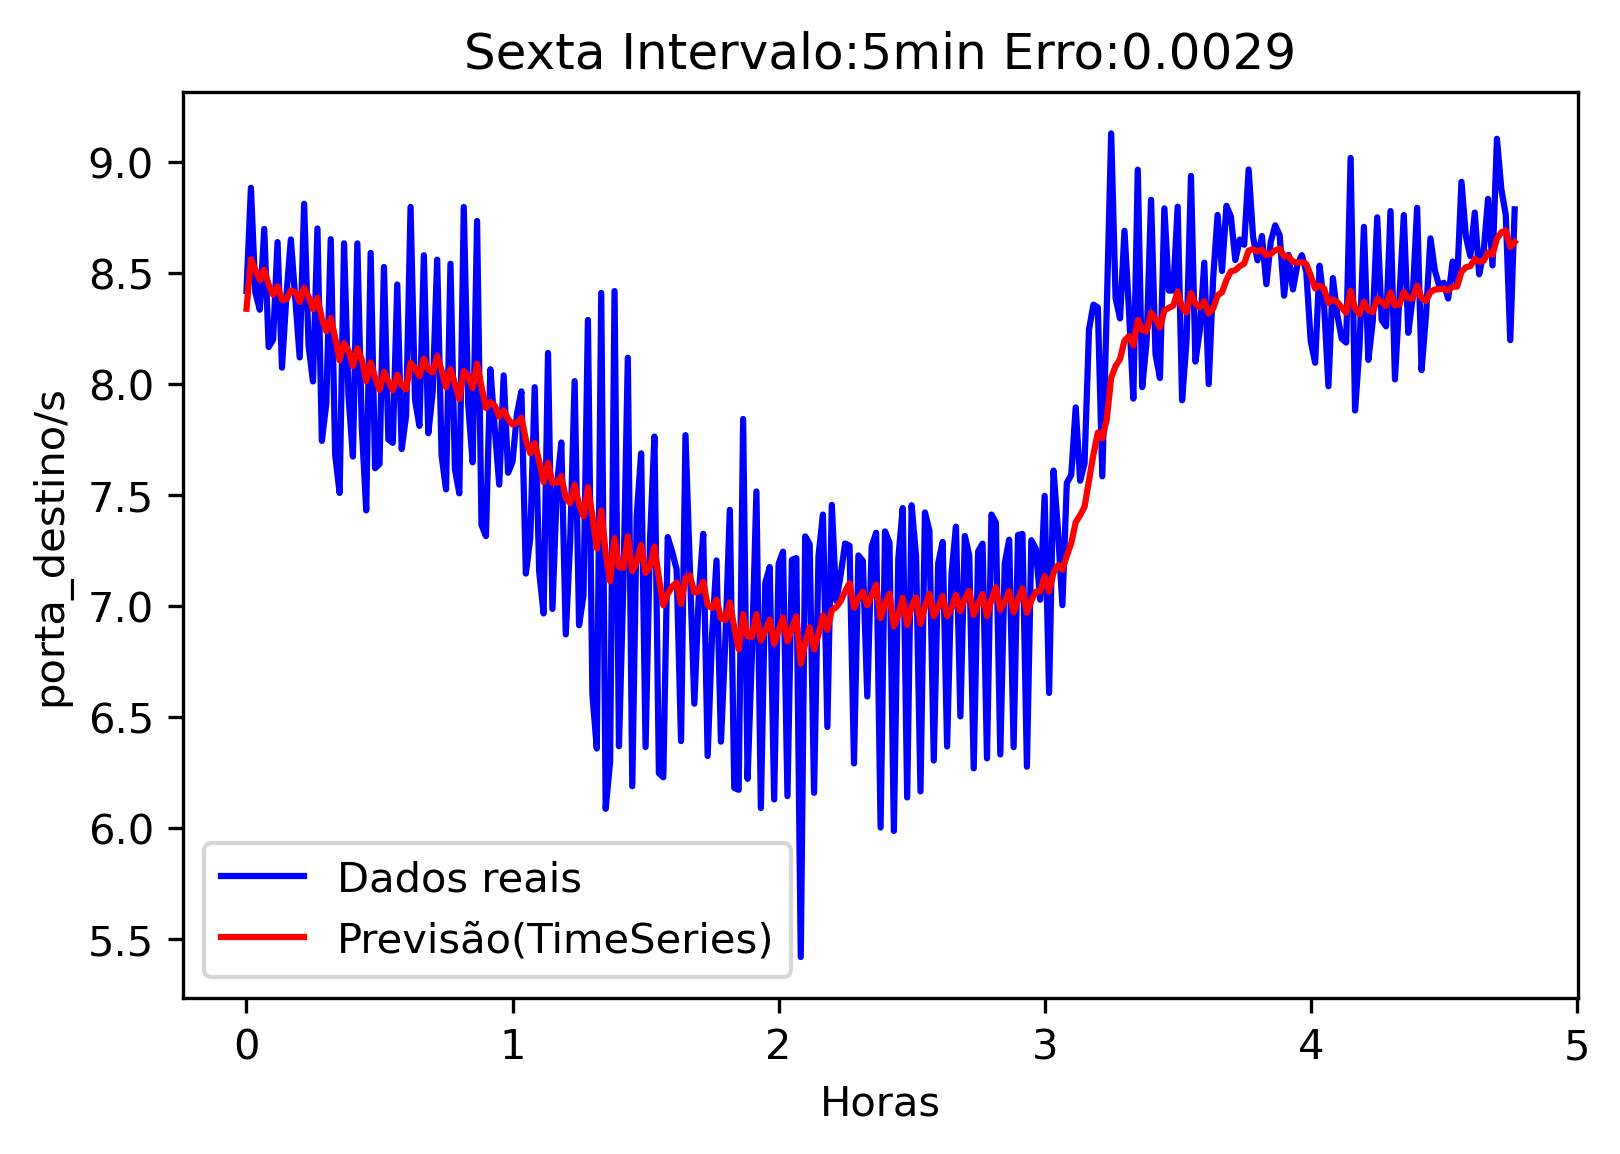 Sexta Intervalo:5min Erro:0.0029
porta_destino/s
9.0
8.5
8.0
7.5
7.0
6.5
6.0
5.5
Dados reais
Previsão(TimeSeries)
0 1 2 3 4 5
Horas